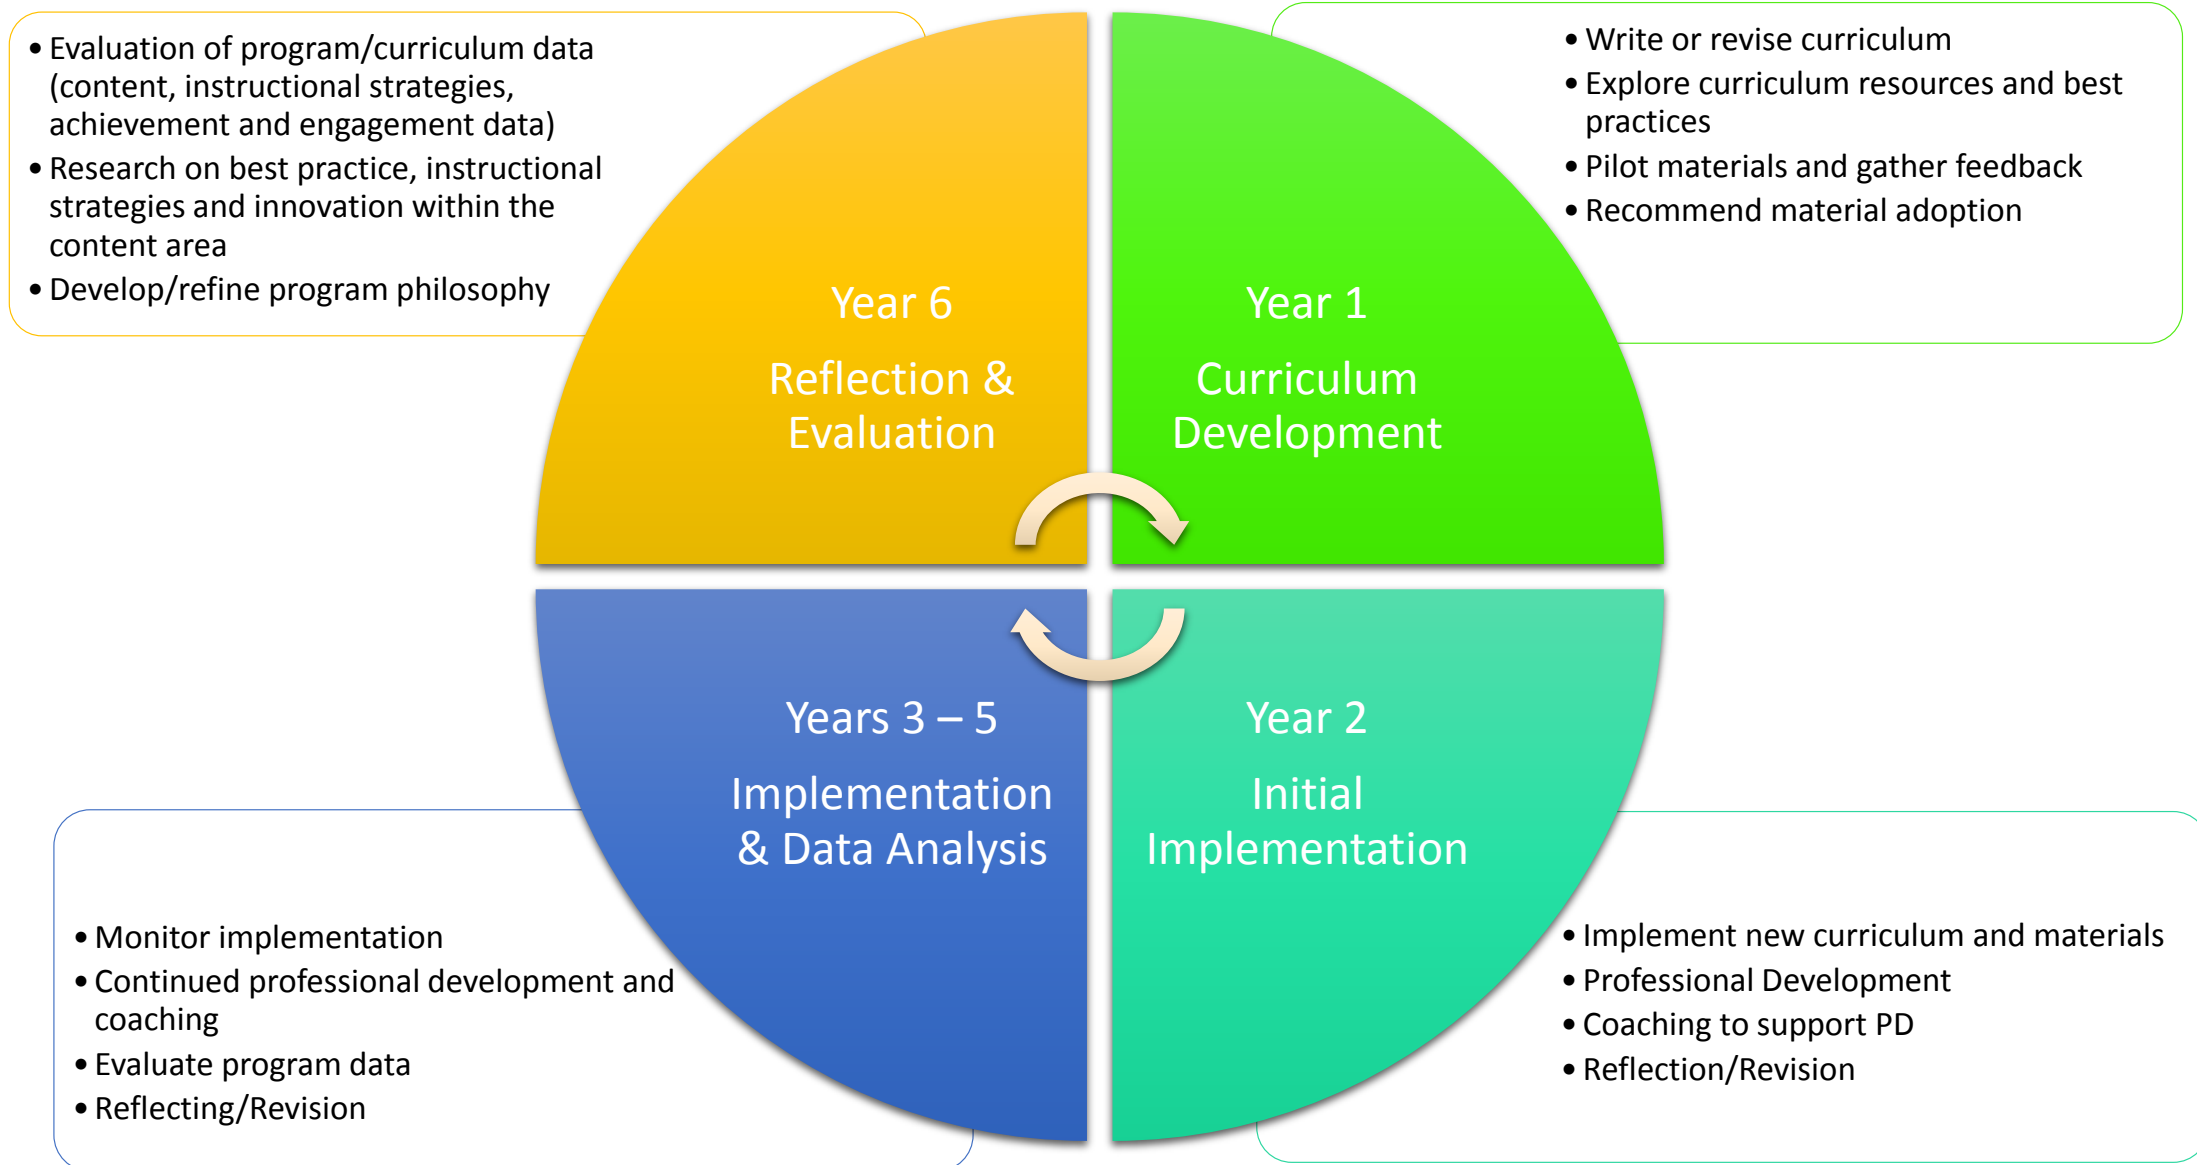 • Evaluation of program/curriculum data
(content, instructional strategies,
achievement and engagement data)
• Research on best practice, instructional
strategies and innovation within the
content area
• Develop/refine program philosophy
Year 6
Reflection &
Evaluation
Year 1
Curriculum
Development
• Write or revise curriculum
• Explore curriculum resources and best
practices
• Pilot materials and gather feedback
• Recommend material adoption
Years 3 – 5
Implementation
& Data Analysis
Year 2
Initial
Implementation
• Monitor implementation
• Continued professional development and
coaching
• Evaluate program data
• Reflecting/Revision
• Implement new curriculum and materials
• Professional Development
• Coaching to support PD
• Reflection/Revision